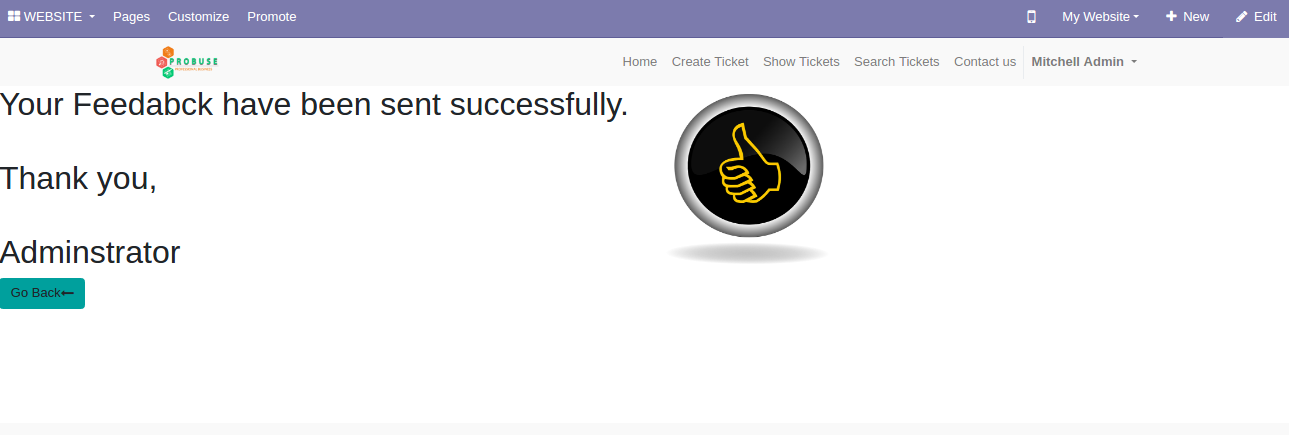 WEBSITE Pages Customize Promote My Website New Edit
PROBUSE Home Create Ticket Show Tickets Search Tickets Contact us Mitchell Admin
Your Feedabck have been sent successfully.
Thank you,
Adminstrator
Go Back